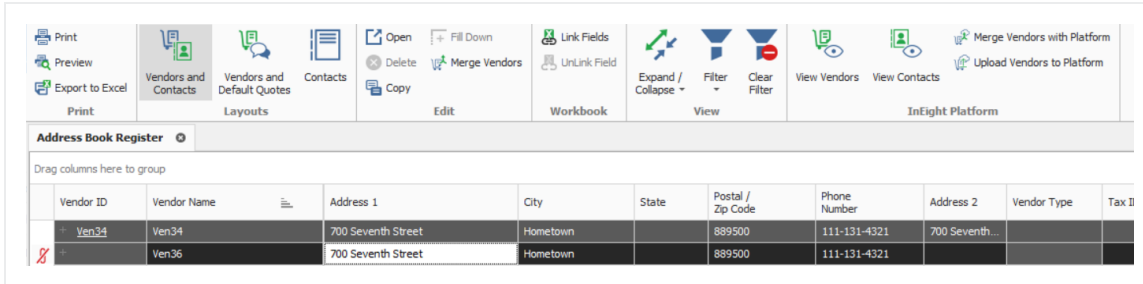 Print
Preview
Export to Excel
Print
Vendors and Contacts
Vendors and Default Quotes
Contacts
Layouts
Open
Fill Down
Delete
Merge Vendors
Copy
Edit
Link Fields
UnLink Field
Workbook
Expand / Collapse
Filter
Clear Filter
View
View Vendors
View Contacts
Merge Vendors with Platform
Upload Vendors to Platform
InEight Platform
Address Book Register
Drag columns here to group
Vendor ID Vendor Name Address 1 City State Postal / Zip Code Phone Number Address 2 Vendor Type Tax I
Ven34 Ven34 700 Seventh Street Hometown 889500 111-131-4321 700 Seventh...
Ven36 700 Seventh Street Hometown 889500 111-131-4321